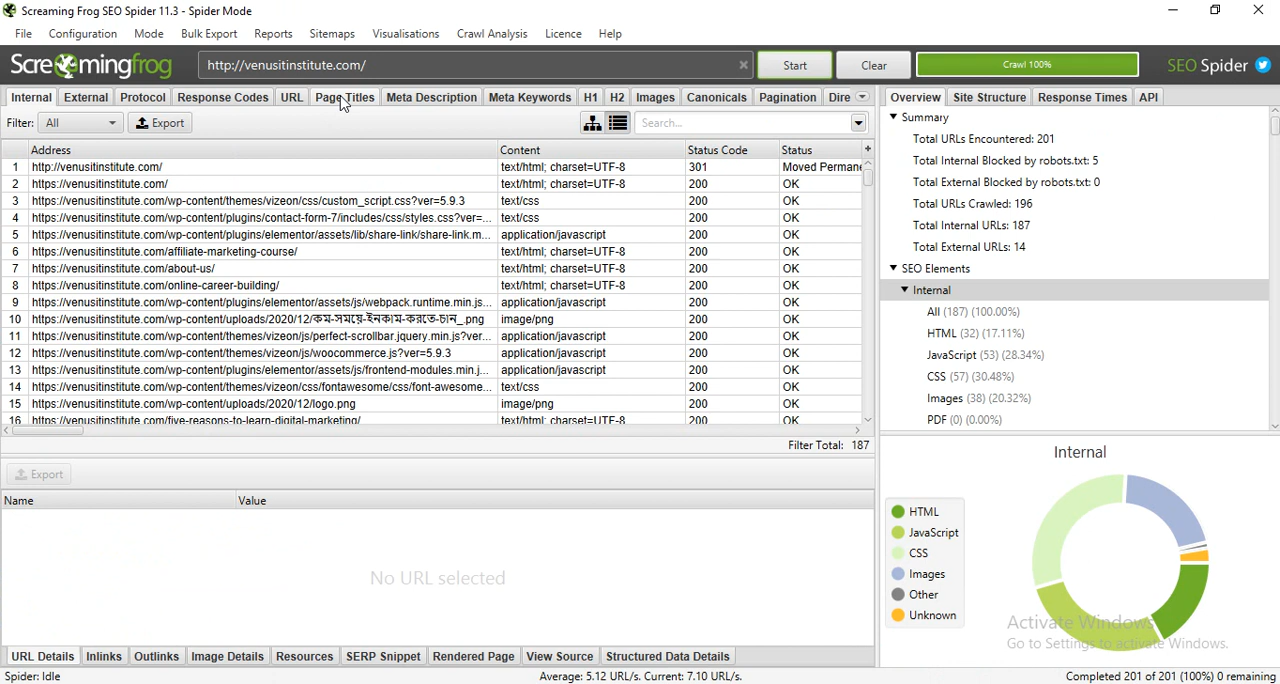 Screaming Frog SEO Spider 11.3 - Spider Mode
File Configuration Mode Bulk Export Reports Sitemaps Visualisations Crawl Analysis Licence Help
Screamingfrog http://venusitinstitute.com/ Start Clear Crawl 100% SEO Spider
Internal External Protocol Response Codes URL Page Titles Meta Description Meta Keywords H1 H2 Images Canonicals Pagination Dire
Filter: All Export Search...
Address Content Status Code Status
1 http://venusitinstitute.com/ text/html; charset=UTF-8 301 Moved Permane
2 https://venusitinstitute.com/ text/html; charset=UTF-8 200 OK
3 https://venusitinstitute.com/wp-content/themes/vizeon/css/custom_script.css?ver=5.9.3 text/css 200 OK
4 https://venusitinstitute.com/wp-content/plugins/contact-form-7/includes/css/styles.css?ver=... text/css 200 OK
5 https://venusitinstitute.com/wp-content/plugins/elementor/assets/lib/share-link/share-link.m... application/javascript 200 OK
6 https://venusitinstitute.com/affiliate-marketing-course/ text/html; charset=UTF-8 200 OK
7 https://venusitinstitute.com/about-us/ text/html; charset=UTF-8 200 OK
8 https://venusitinstitute.com/online-career-building/ text/html; charset=UTF-8 200 OK
9 https://venusitinstitute.com/wp-content/plugins/elementor/assets/js/webpack.runtime.min.js... application/javascript 200 OK
10 https://venusitinstitute.com/wp-content/uploads/2020/12/কম-সময়ে-ইনকাম-করতে-চান_.png image/png 200 OK
11 https://venusitinstitute.com/wp-content/themes/vizeon/js/perfect-scrollbar.jquery.min.js?ver... application/javascript 200 OK
12 https://venusitinstitute.com/wp-content/themes/vizeon/js/woocommerce.js?ver=5.9.3 application/javascript 200 OK
13 https://venusitinstitute.com/wp-content/plugins/elementor/assets/js/frontend-modules.min.j... application/javascript 200 OK
14 https://venusitinstitute.com/wp-content/themes/vizeon/css/fontawesome/css/font-awesome... text/css 200 OK
15 https://venusitinstitute.com/wp-content/uploads/2020/12/logo.png image/png 200 OK
16 https://venusitinstitute.com/five-reasons-to-learn-digital-marketing/ text/html; charset=UTF-8 200 OK
Filter Total: 187
Export
Name Value
No URL selected
URL Details Inlinks Outlinks Image Details Resources SERP Snippet Rendered Page View Source Structured Data Details
Overview Site Structure Response Times API
Summary
Total URLs Encountered: 201
Total Internal Blocked by robots.txt: 5
Total External Blocked by robots.txt: 0
Total URLs Crawled: 196
Total Internal URLs: 187
Total External URLs: 14
SEO Elements
Internal
All (187) (100.00%)
HTML (32) (17.11%)
JavaScript (53) (28.34%)
CSS (57) (30.48%)
Images (38) (20.32%)
PDF (0) (0.00%)
Internal
HTML
JavaScript
CSS
Images
Other
Unknown
Activate Windows
Go to Settings to activate Windows.
Spider: Idle Average: 5.12 URL/s. Current: 7.10 URL/s. Completed 201 of 201 (100%) 0 remaining